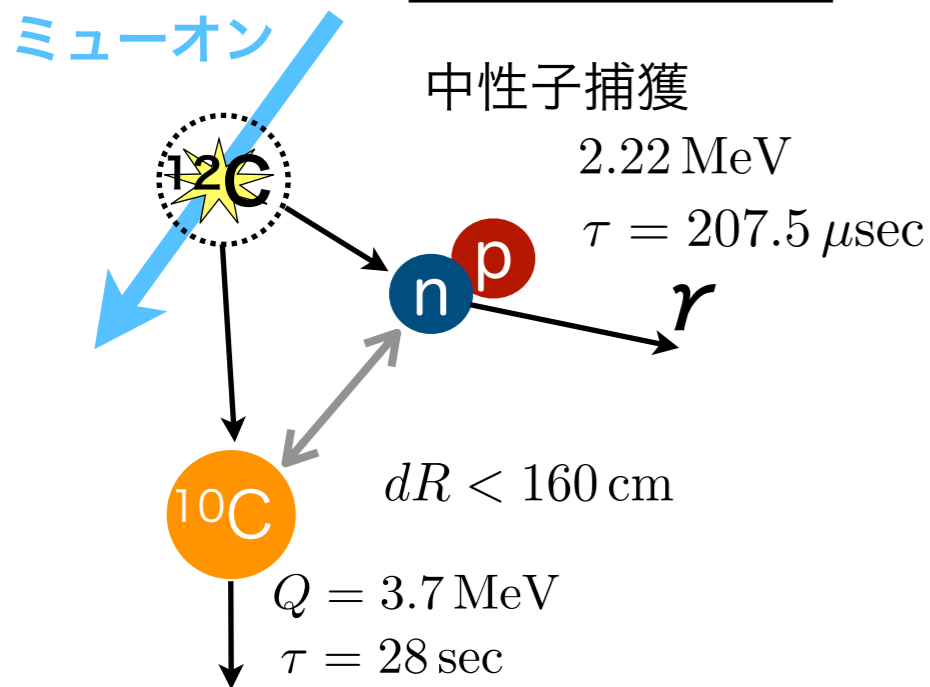 ミューオン
中性子捕獲
2.22 MeV
τ = 207.5 μsec
¹²C
p
n
γ
dR < 160 cm
¹⁰C
Q = 3.7 MeV
τ = 28 sec